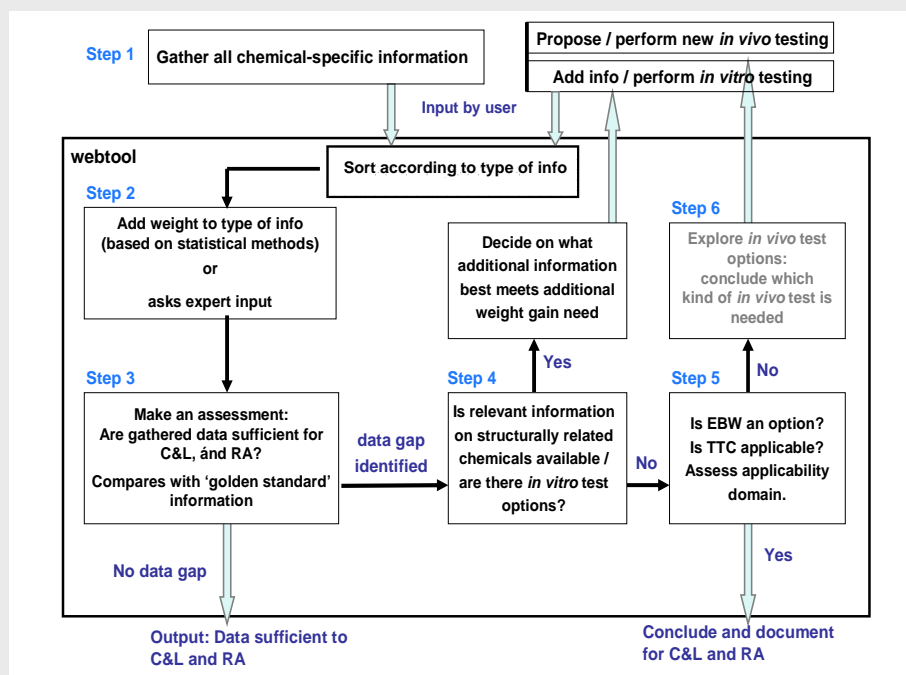 Step 1
Gather all chemical-specific information
Propose / perform new in vivo testing
Add info / perform in vitro testing
Input by user
webtool
Sort according to type of info
Step 2
Add weight to type of info
(based on statistical methods)
or
asks expert input
Decide on what
additional information
best meets additional
weight gain need
Step 6
Explore in vivo test
options:
conclude which
kind of in vivo test is
needed
Yes
No
Step 3
Make an assessment:
Are gathered data sufficient for
C&L, ánd RA?
Compares with ‘golden standard’
information
data gap
identified
Step 4
Is relevant information
on structurally related
chemicals available /
are there in vitro test
options?
No
Step 5
Is EBW an option?
Is TTC applicable?
Assess applicability
domain.
No data gap
Yes
Output: Data sufficient to
C&L and RA
Conclude and document
for C&L and RA